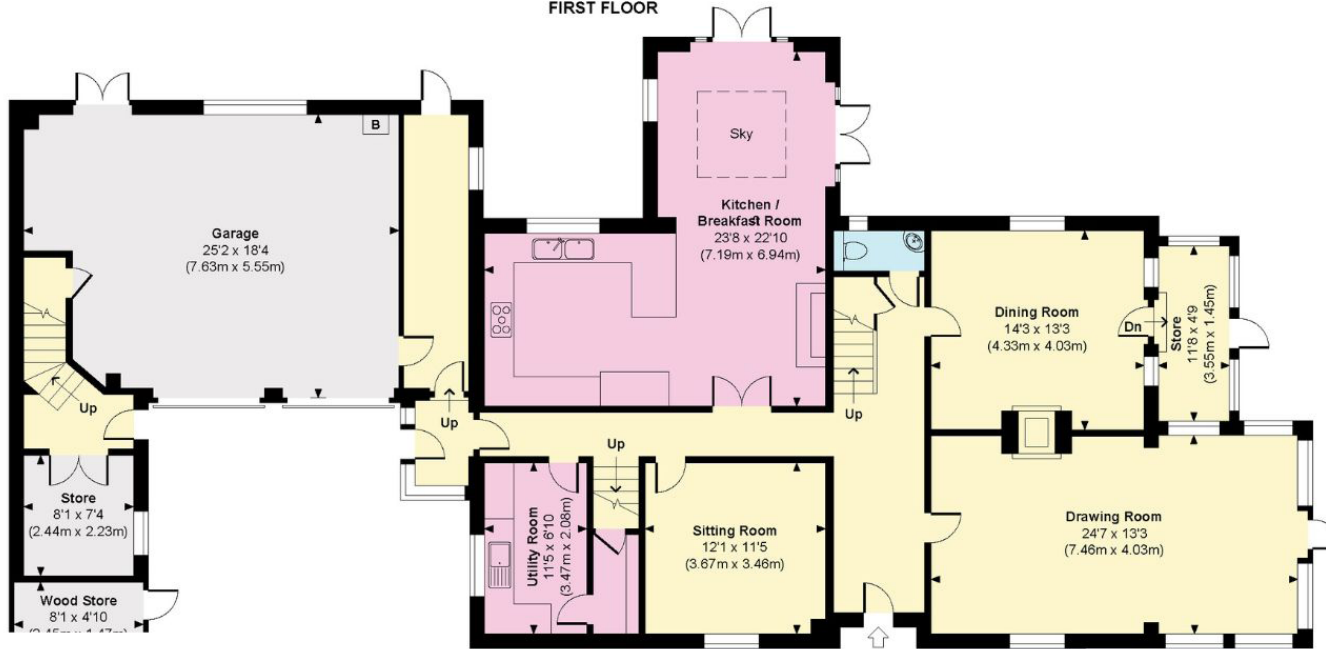 FIRST FLOOR
B
Sky
Garage
25'2 x 18'4
(7.63m x 5.55m)
Kitchen /
Breakfast Room
23'8 x 22'10
(7.19m x 6.94m)
Dining Room
14'3 x 13'3
(4.33m x 4.03m)
Dn
Store
11'8 x 4'9
(3.55m x 1.45m)
Up
Up
Up
Up
Store
8'1 x 7'4
(2.44m x 2.23m)
Utility Room
11'5 x 6'10
(3.47m x 2.08m)
Sitting Room
12'1 x 11'5
(3.67m x 3.46m)
Drawing Room
24'7 x 13'3
(7.46m x 4.03m)
Wood Store
8'1 x 4'10